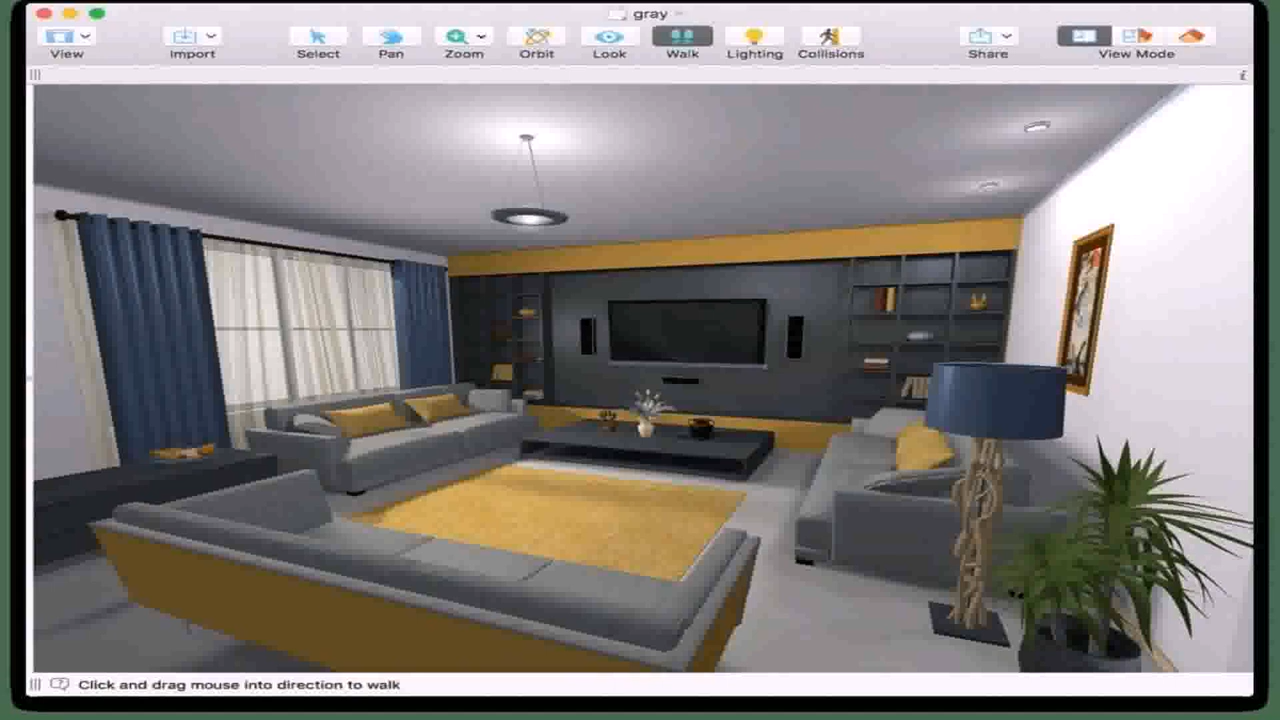 gray
View Import Select Pan Zoom Orbit Look Walk Lighting Collisions Share View Mode
Click and drag mouse into direction to walk